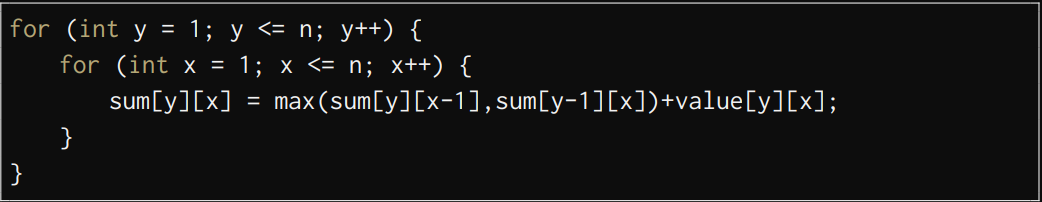 for (int y = 1; y <= n; y++) {
    for (int x = 1; x <= n; x++) {
        sum[y][x] = max(sum[y][x-1],sum[y-1][x])+value[y][x];
    }
}